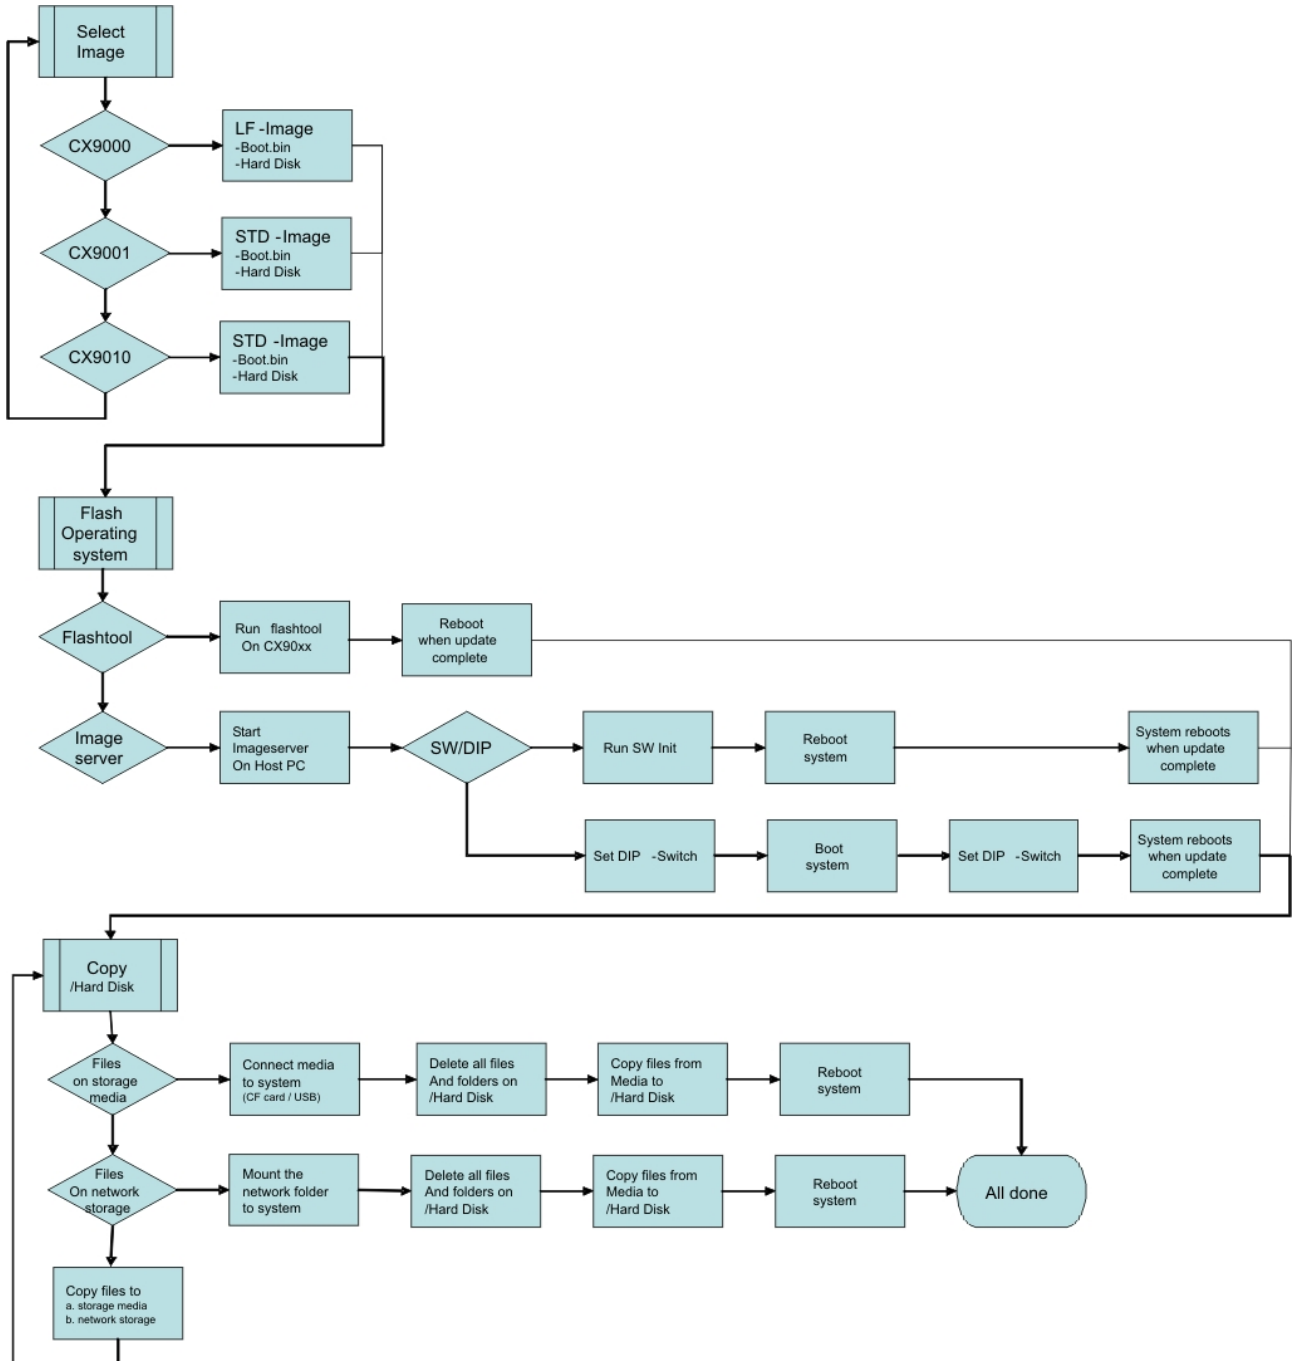 Select
Image
CX9000
LF -Image
-Boot.bin
-Hard Disk
CX9001
STD -Image
-Boot.bin
-Hard Disk
CX9010
STD -Image
-Boot.bin
-Hard Disk
Flash
Operating
system
Flashtool
Run flashtool
On CX90xx
Reboot
when update
complete
Image
server
Start
Imageserver
On Host PC
SW/DIP
Run SW Init
Reboot
system
System reboots
when update
complete
Set DIP -Switch
Boot
system
Set DIP -Switch
System reboots
when update
complete
Copy
/Hard Disk
Files
on storage
media
Connect media
to system
(CF card / USB)
Delete all files
And folders on
/Hard Disk
Copy files from
Media to
/Hard Disk
Reboot
system
Files
On network
storage
Mount the
network folder
to system
Delete all files
And folders on
/Hard Disk
Copy files from
Media to
/Hard Disk
Reboot
system
All done
Copy files to
a. storage media
b. network storage